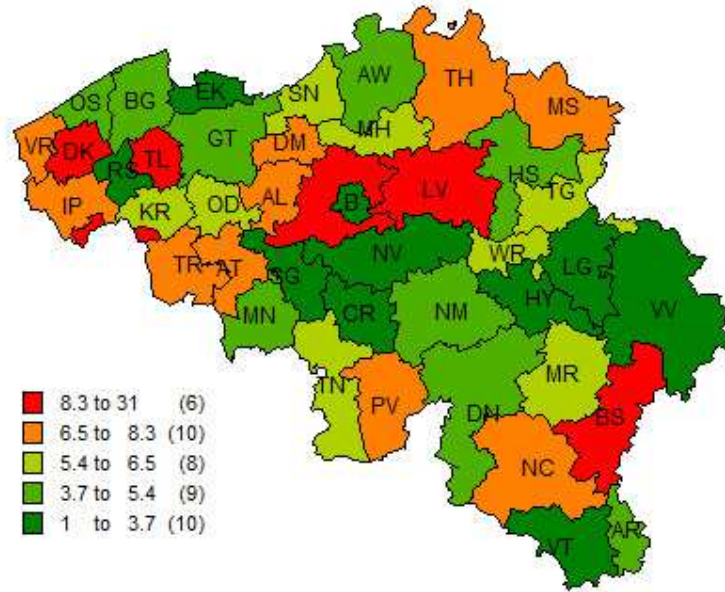 AW
TH
EK
SN
MS
OS
BG
GT
MH
VR
DK
TL
DM
HS
RS
LV
TG
IP
AL
B
KR
OD
NV
WR
LG
TR
AT
SG
HY
VV
MN
CR
NM
MR
TN
PV
DN
BS
NC
AR
VT
8.3 to 31 (6)
6.5 to 8.3 (10)
5.4 to 6.5 (8)
3.7 to 5.4 (9)
1 to 3.7 (10)